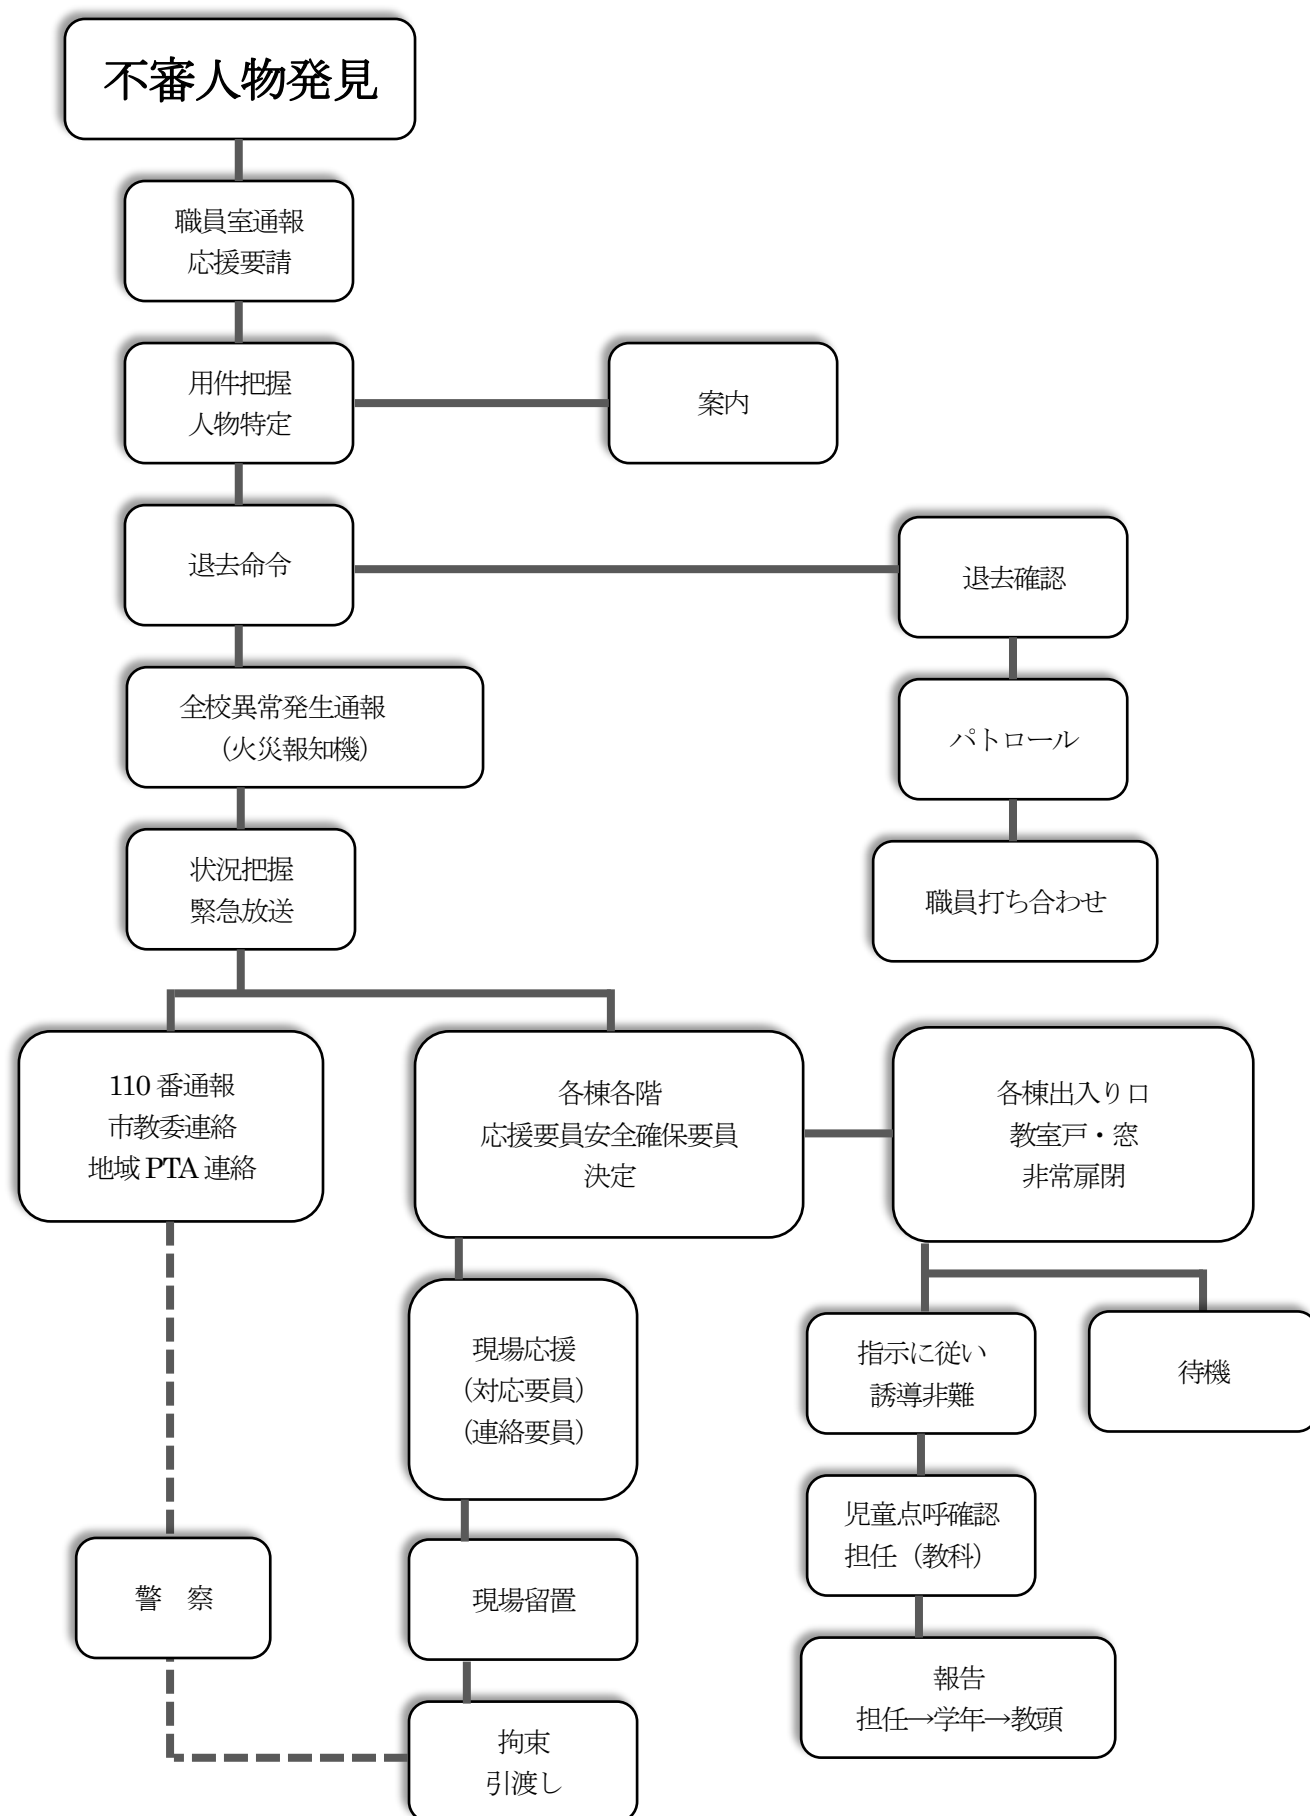 不審人物発見
職員室通報
応援要請
用件把握
人物特定
案内
退去命令
退去確認
全校異常発生通報
（火災報知機）
パトロール
状況把握
緊急放送
職員打ち合わせ
110 番通報
市教委連絡
地域 PTA 連絡
各棟各階
応援要員安全確保要員
決定
各棟出入り口
教室戸・窓
非常扉閉
現場応援
（対応要員）
（連絡要員）
指示に従い
誘導非難
待機
児童点呼確認
担任（教科）
警　察
現場留置
報告
担任→学年→教頭
拘束
引渡し